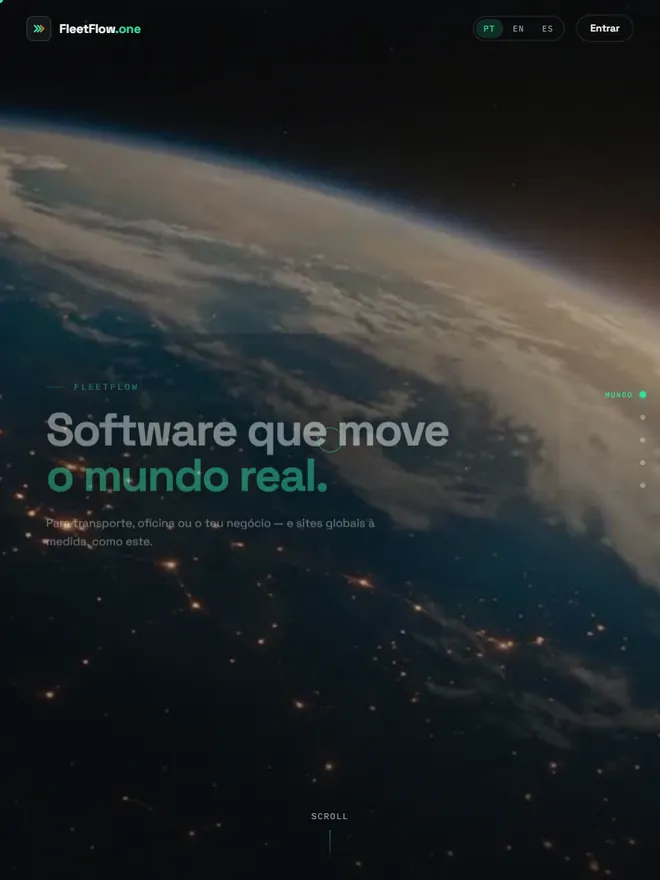 FleetFlow.one
PT EN ES
Entrar
FLEETFLOW
MUNDO
Software que move
o mundo real.
Para transporte, oficina ou o teu negócio — e sites globais à
medida, como este.
SCROLL